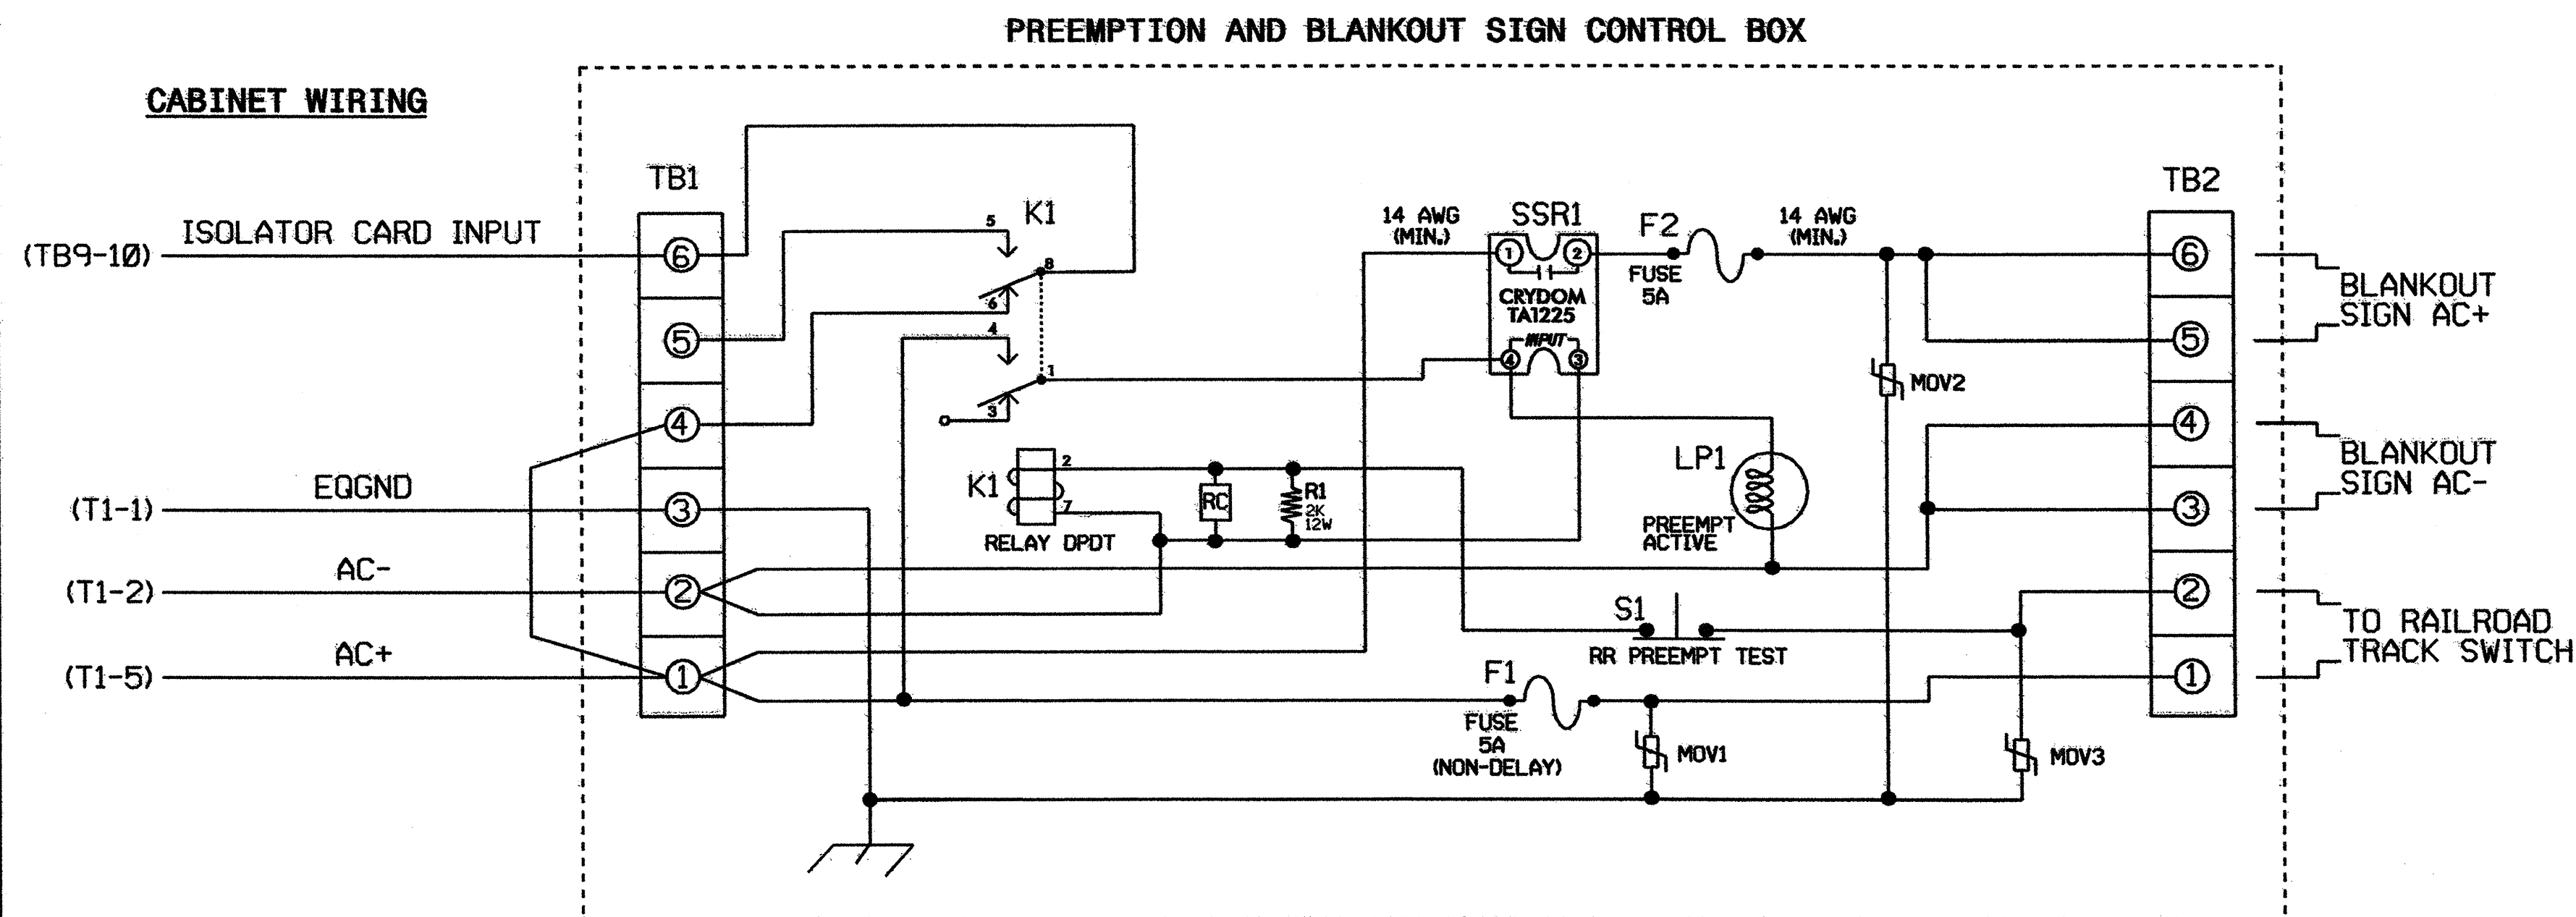 PREEMPTION AND BLANKOUT SIGN CONTROL BOX
CABINET WIRING
TB1
(TB9-10) ISOLATOR CARD INPUT
6
5
4
(T1-1) EQGND
3
(T1-2) AC-
2
(T1-5) AC+
1
K1
5
8
6
4
1
3
K1
2
7
RELAY DPDT
RC
R1
2K
12W
14 AWG
(MIN.)
SSR1
1 2
CRYDOM
TA1225
INPUT
4 3
F2
FUSE
5A
14 AWG
(MIN.)
LP1
PREEMPT
ACTIVE
MOV2
S1
RR PREEMPT TEST
F1
FUSE
5A
(NON-DELAY)
MOV1
MOV3
TB2
6
5
4
3
2
1
BLANKOUT
SIGN AC+
BLANKOUT
SIGN AC-
TO RAILROAD
TRACK SWITCH